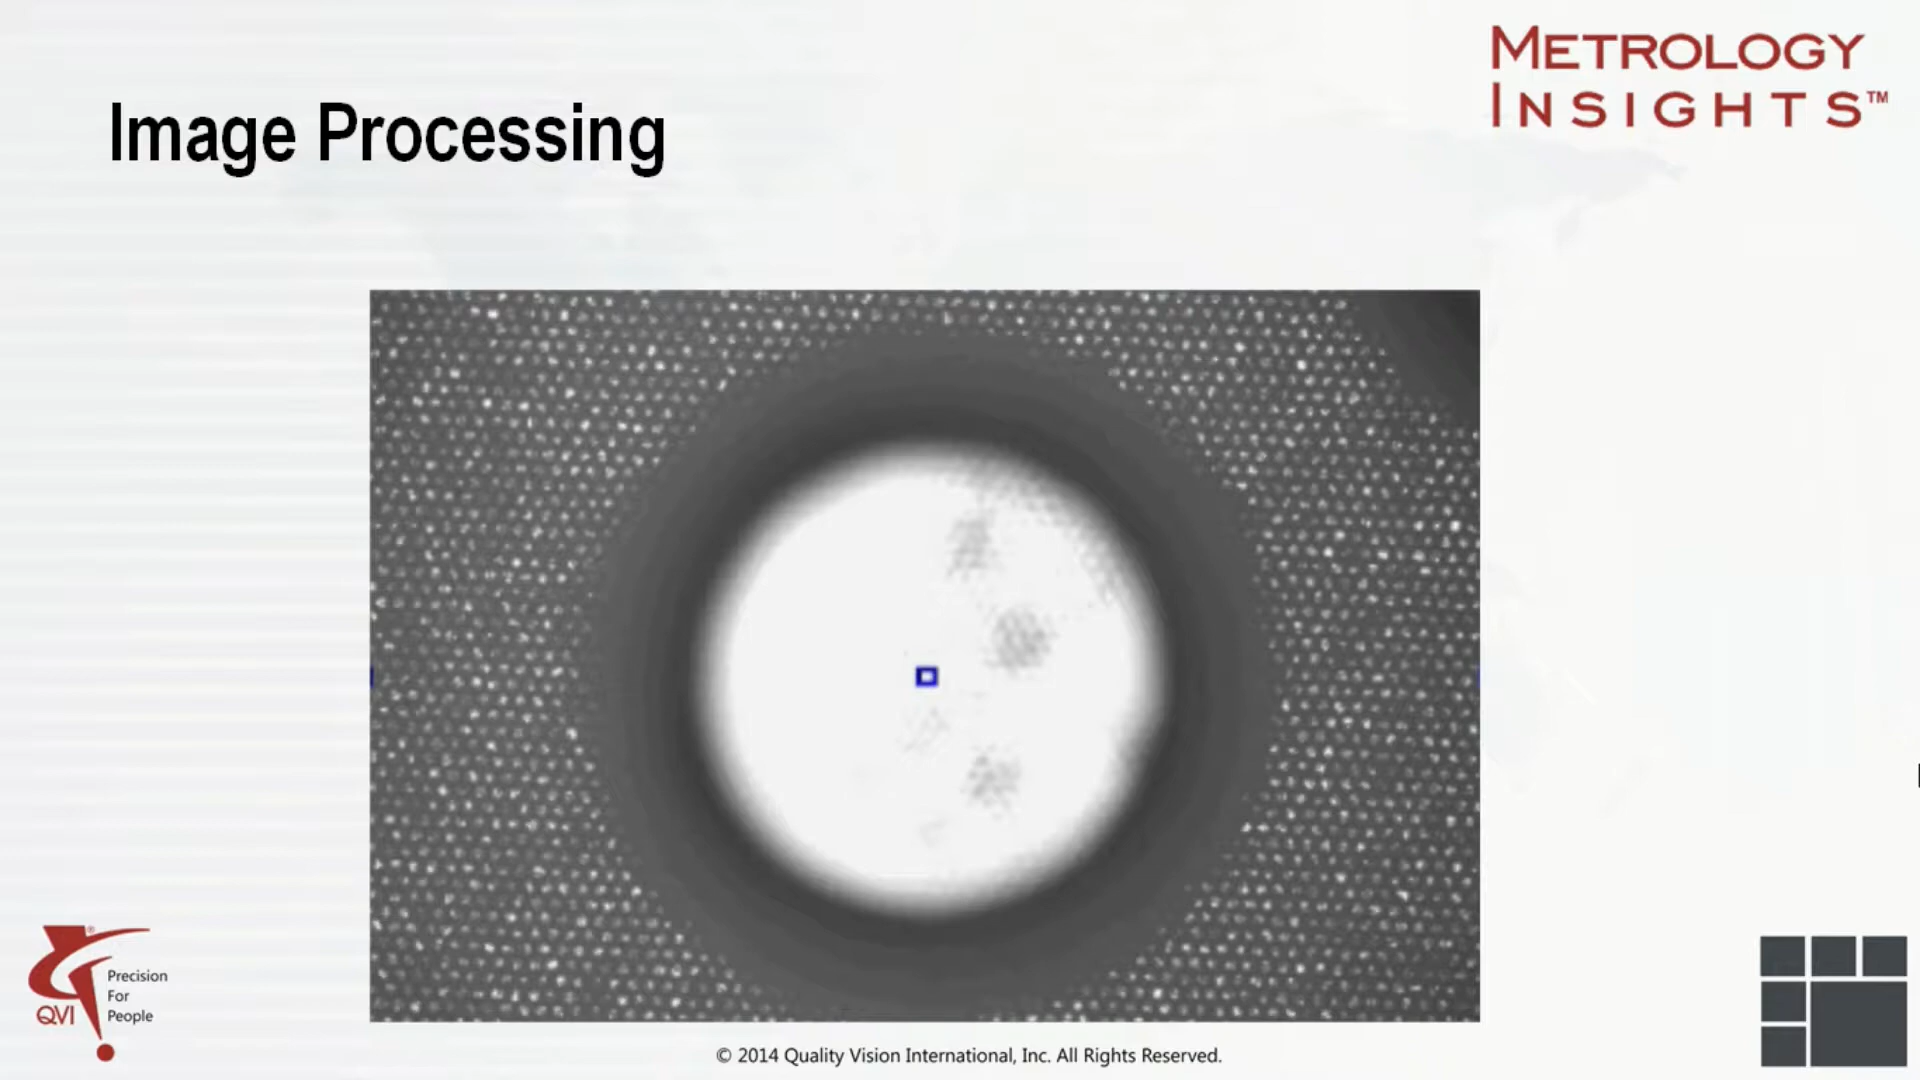 METROLOGY
INSIGHTS™
Image Processing
Precision
For
People
QVI®
© 2014 Quality Vision International, Inc. All Rights Reserved.